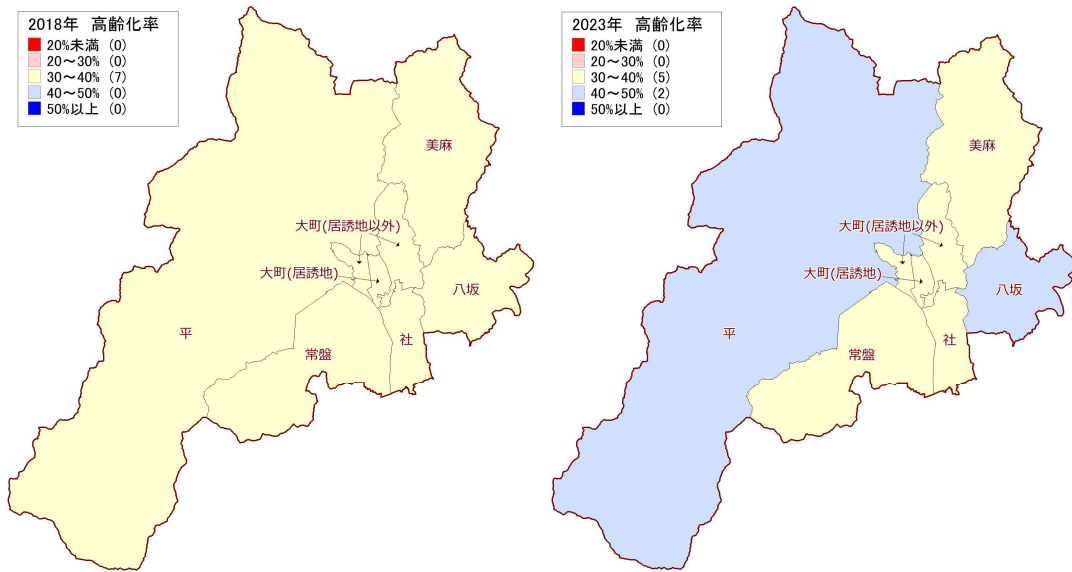 2018年 高齢化率
20%未満 (0)
20～30% (0)
30～40% (7)
40～50% (0)
50%以上 (0)
美麻
大町(居誘地以外)
大町(居誘地)
八坂
平
社
常盤
2023年 高齢化率
20%未満 (0)
20～30% (0)
30～40% (5)
40～50% (2)
50%以上 (0)
美麻
大町(居誘地以外)
大町(居誘地)
八坂
平
社
常盤